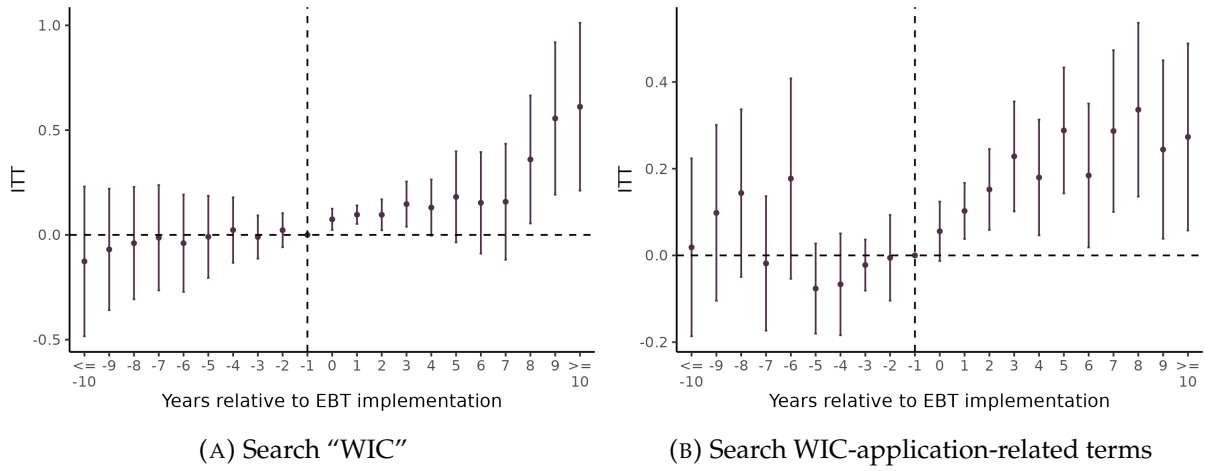 1.0
0.5
0.0
-0.5
ITT
<= -9 -8 -7 -6 -5 -4 -3 -2 -1 0 1 2 3 4 5 6 7 8 9 >=
-10 10
Years relative to EBT implementation
(A) Search “WIC”
0.4
0.2
0.0
-0.2
ITT
<= -9 -8 -7 -6 -5 -4 -3 -2 -1 0 1 2 3 4 5 6 7 8 9 >=
-10 10
Years relative to EBT implementation
(B) Search WIC-application-related terms